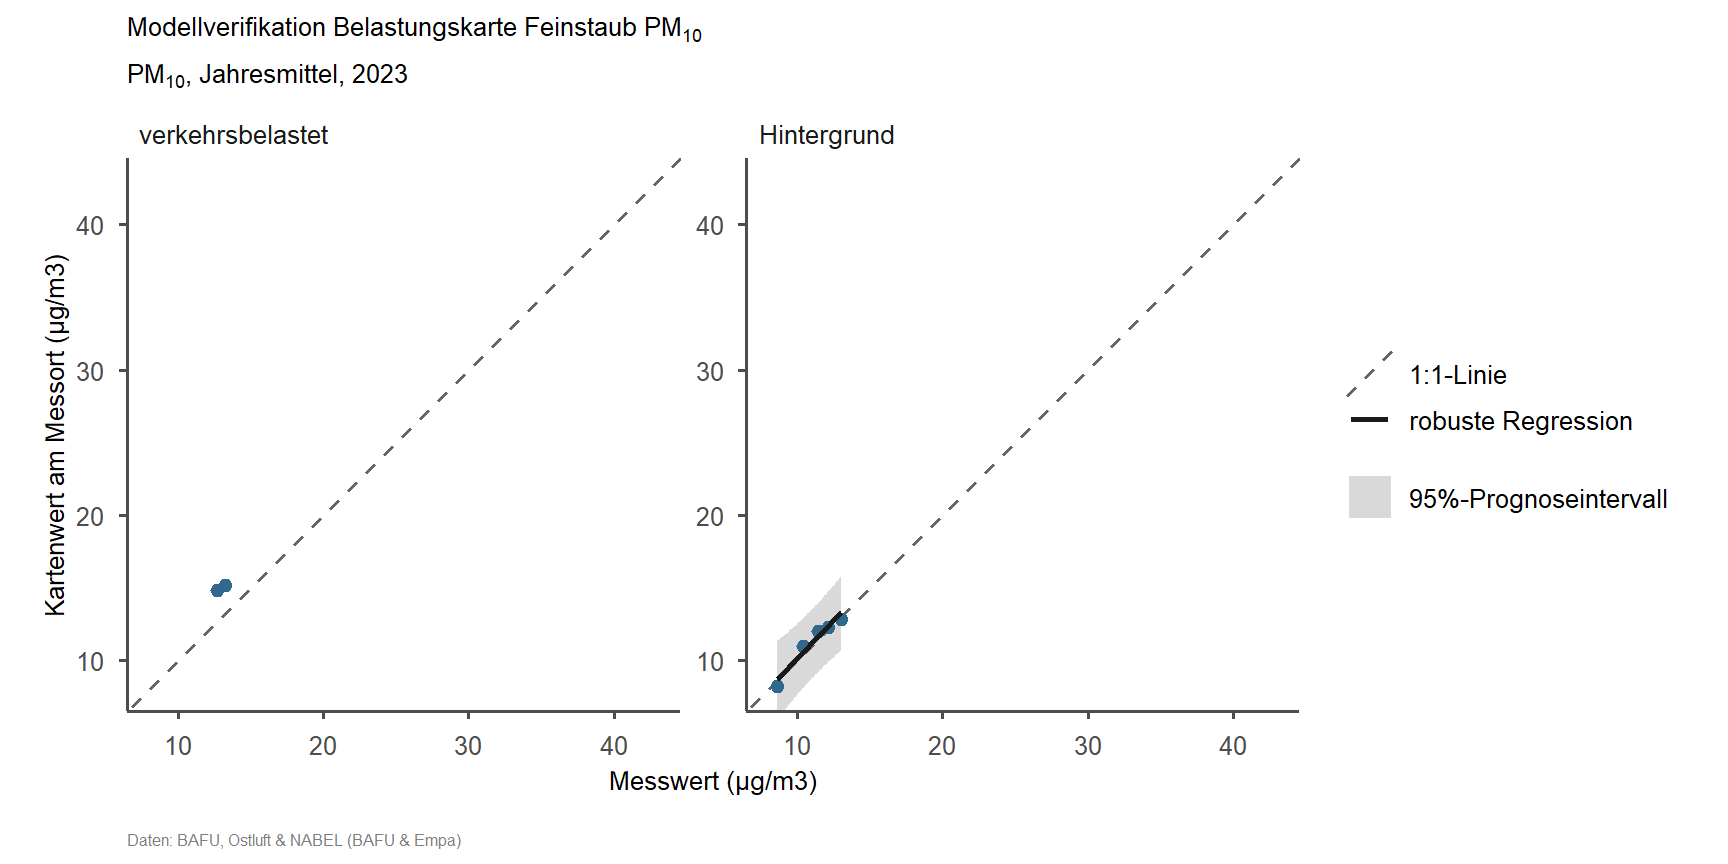 Modellverifikation Belastungskarte Feinstaub PM10
PM10, Jahresmittel, 2023
verkehrsbelastet
Hintergrund
Kartenwert am Messort (µg/m3)
40
30
20
10
40
30
20
10
10 20 30 40
10 20 30 40
Messwert (µg/m3)
1:1-Linie
robuste Regression
95%-Prognoseintervall
Daten: BAFU, Ostluft & NABEL (BAFU & Empa)